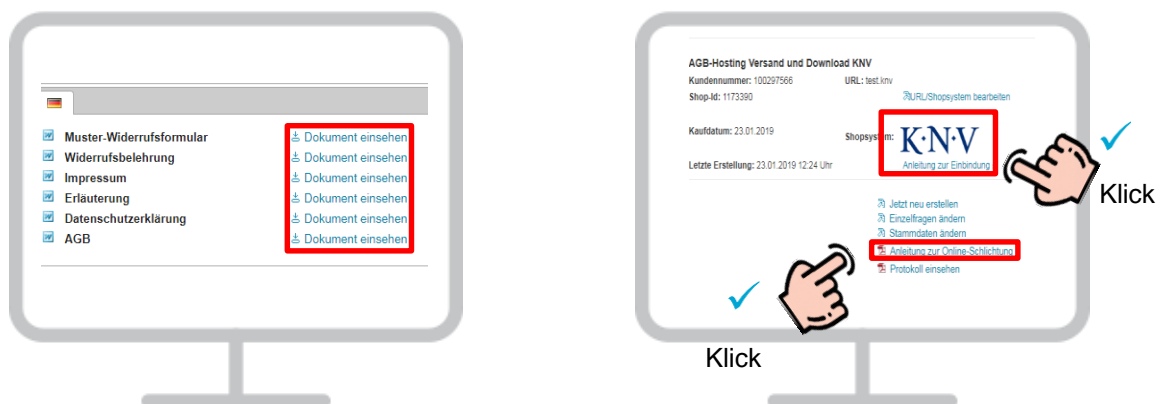 Muster-Widerrufsformular Dokument einsehen
Widerrufsbelehrung Dokument einsehen
Impressum Dokument einsehen
Erläuterung Dokument einsehen
Datenschutzerklärung Dokument einsehen
AGB Dokument einsehen
AGB-Hosting Versand und Download KNV
Kundennummer: 100297566 URL: test.knv
Shop-Id: 1173390 URL/Shopsystem bearbeiten
Kaufdatum: 23.01.2019 Shopsystem: K·N·V
Letzte Erstellung: 23.01.2019 12:24 Uhr Anleitung zur Einbindung
Klick
Jetzt neu erstellen
Einzelfragen ändern
Stammdaten ändern
Anleitung zur Online-Schlichtung
Protokoll einsehen
Klick